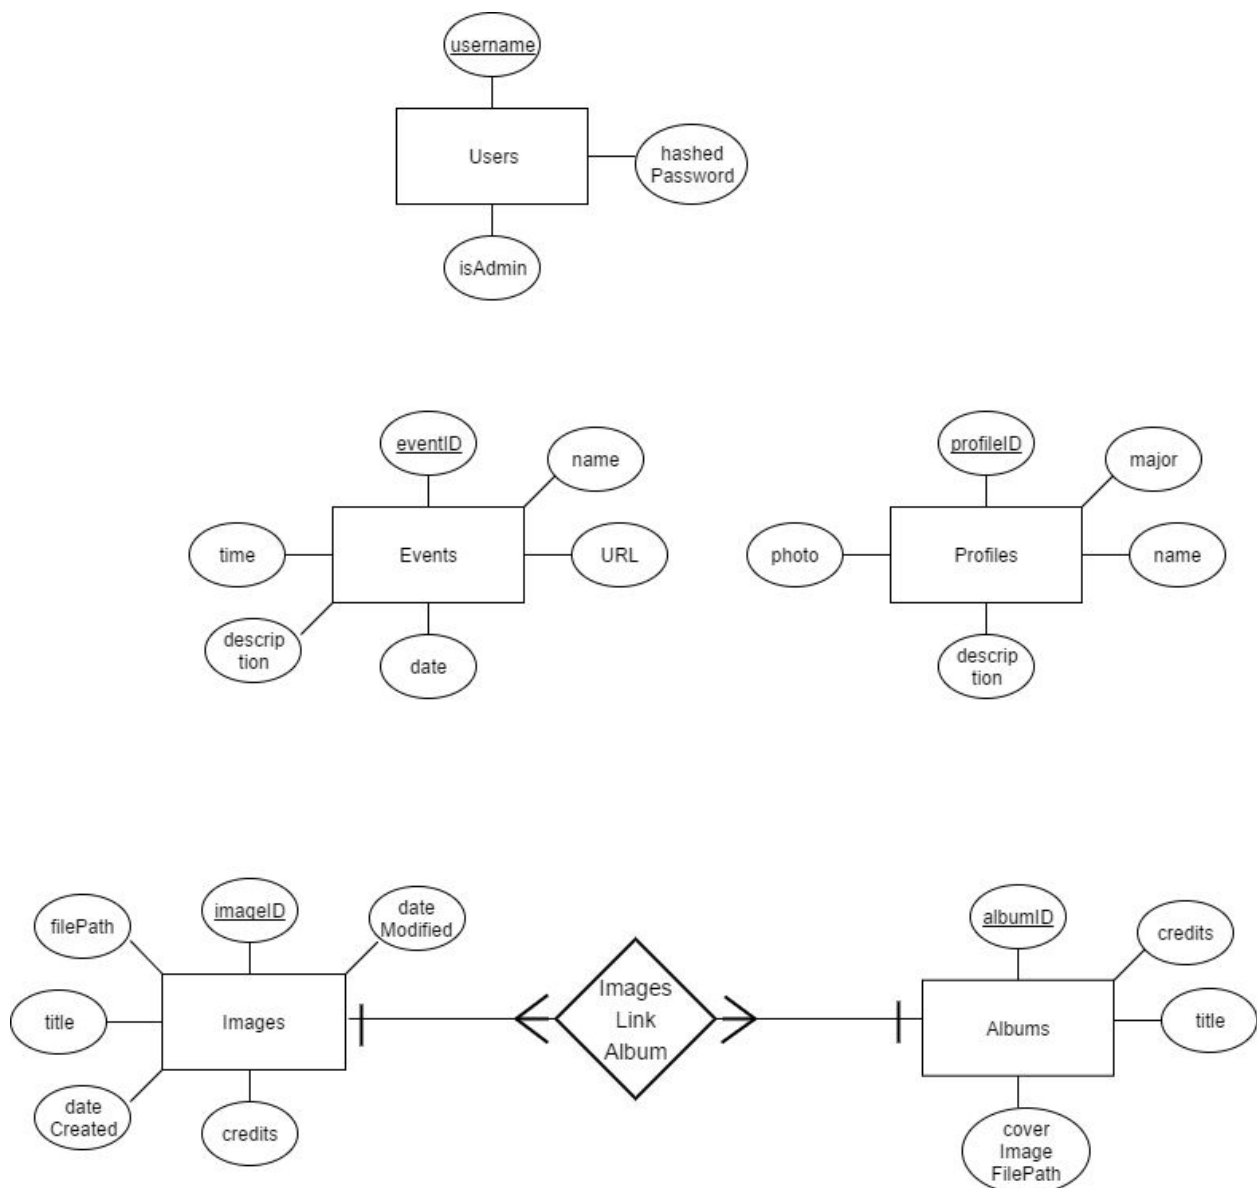 username
Users
hashed
Password
isAdmin
eventID
name
time
Events
URL
descrip
tion
date
profileID
major
photo
Profiles
name
descrip
tion
filePath
imageID
date
Modified
title
Images
date
Created
credits
Images
Link
Album
albumID
credits
Albums
title
cover
Image
FilePath